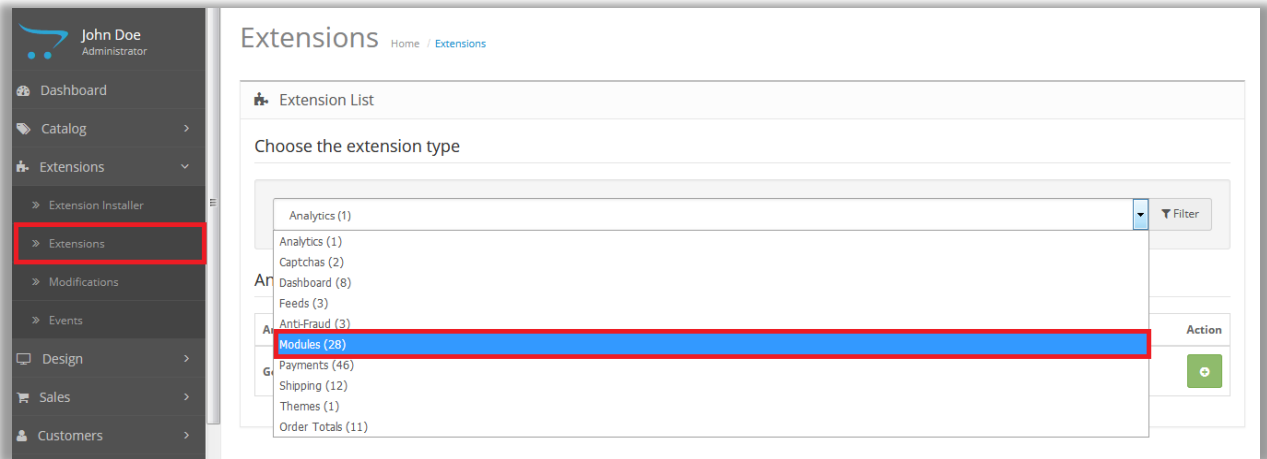 John Doe
Administrator
Dashboard
Catalog
Extensions
Extension Installer
Extensions
Modifications
Events
Design
Sales
Customers
Extensions Home / Extensions
Extension List
Choose the extension type
Analytics (1)
Filter
Analytics (1)
Captchas (2)
Dashboard (8)
Feeds (3)
Anti-Fraud (3)
Modules (28)
Payments (46)
Shipping (12)
Themes (1)
Order Totals (11)
Action